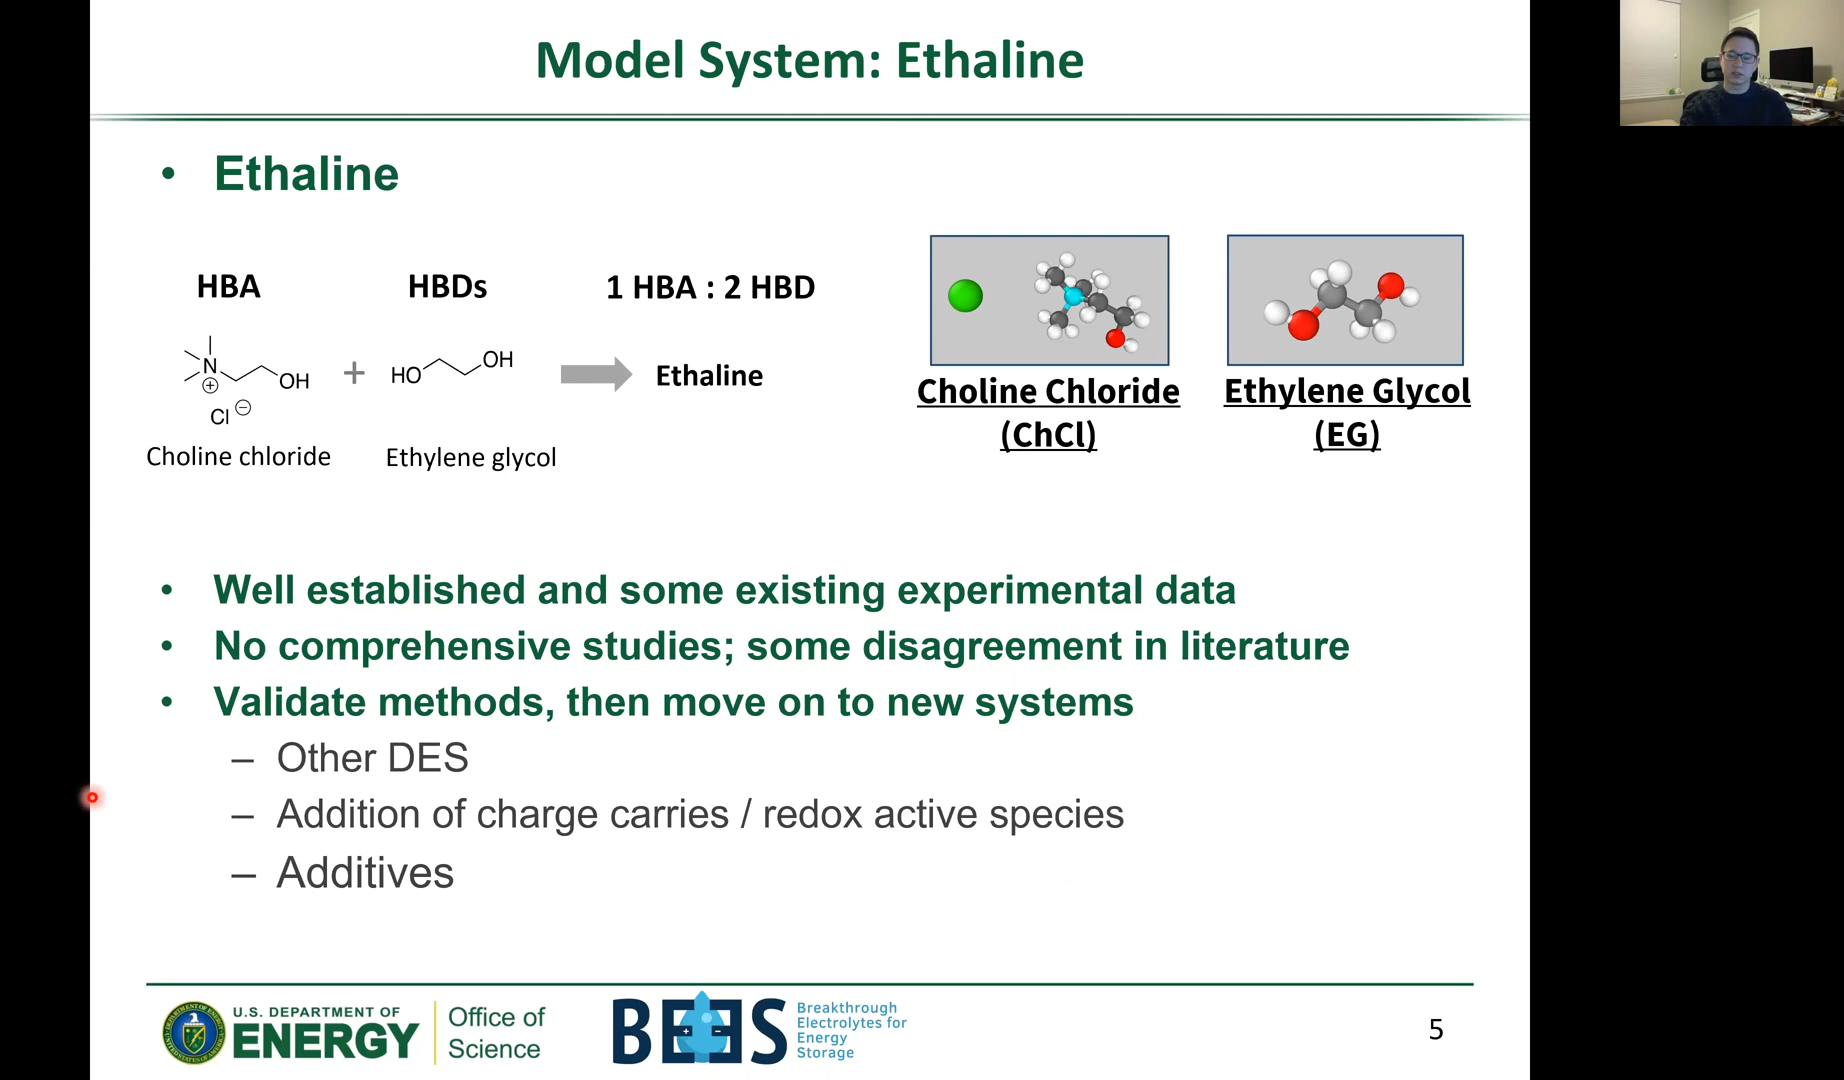 Model System: Ethaline
• Ethaline
HBA
HBDs
1 HBA : 2 HBD
N
⊕
OH
Cl ⊖
+
HO
OH
Ethaline
Choline chloride
Ethylene glycol
Choline Chloride
(ChCl)
Ethylene Glycol
(EG)
• Well established and some existing experimental data
• No comprehensive studies; some disagreement in literature
• Validate methods, then move on to new systems
– Other DES
– Addition of charge carries / redox active species
– Additives
U.S. DEPARTMENT OF
ENERGY
Office of
Science
BEES
+ −
Breakthrough
Electrolytes for
Energy
Storage
5